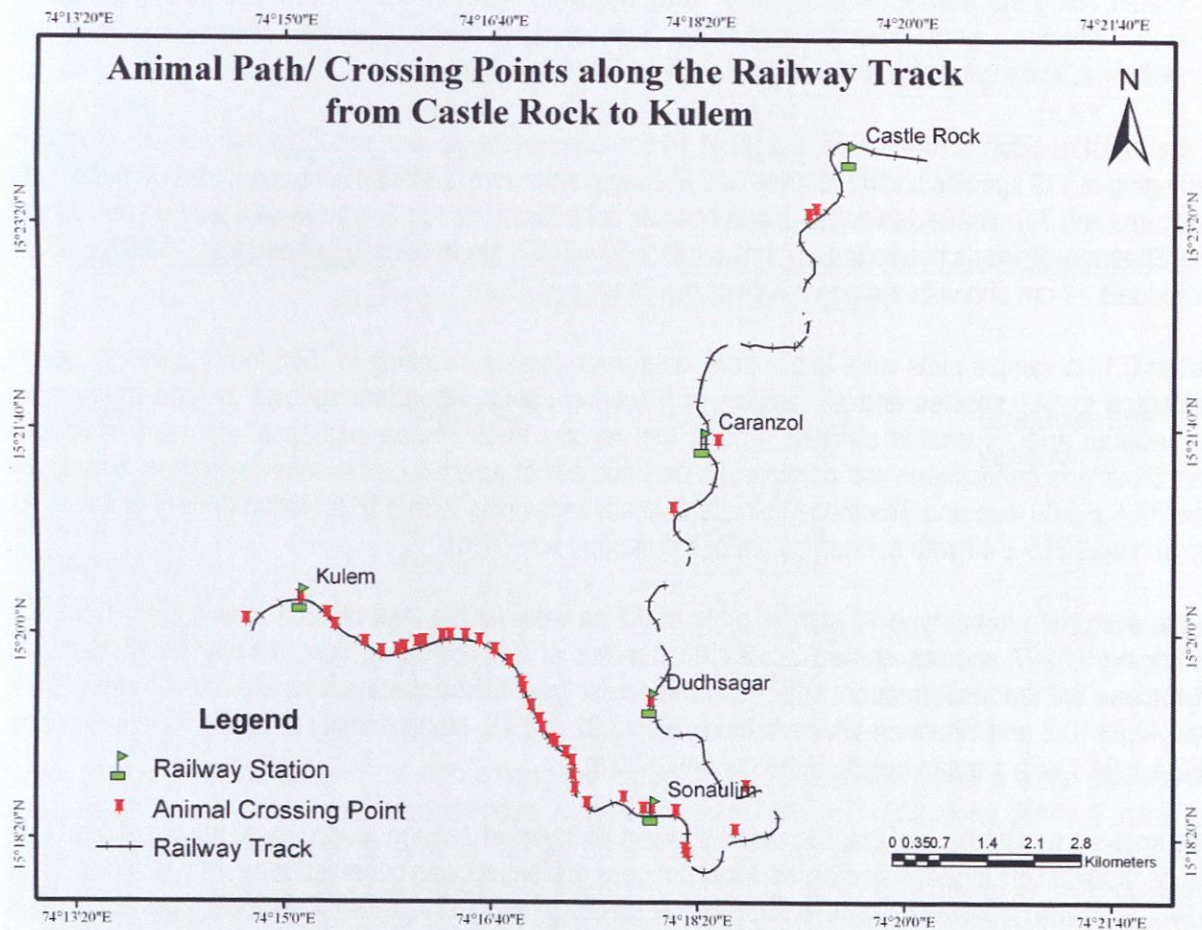 74°13'20"E 74°15'0"E 74°16'40"E 74°18'20"E 74°20'0"E 74°21'40"E
Animal Path/ Crossing Points along the Railway Track
from Castle Rock to Kulem
N
Castle Rock
15°23'20"N 15°23'20"N
Caranzol
15°21'40"N 15°21'40"N
Kulem
15°20'0"N 15°20'0"N
Dudhsagar
Sonaulim
15°18'20"N 15°18'20"N
Legend
Railway Station
Animal Crossing Point
Railway Track
0 0.35 0.7 1.4 2.1 2.8
Kilometers
74°13'20"E 74°15'0"E 74°16'40"E 74°18'20"E 74°20'0"E 74°21'40"E